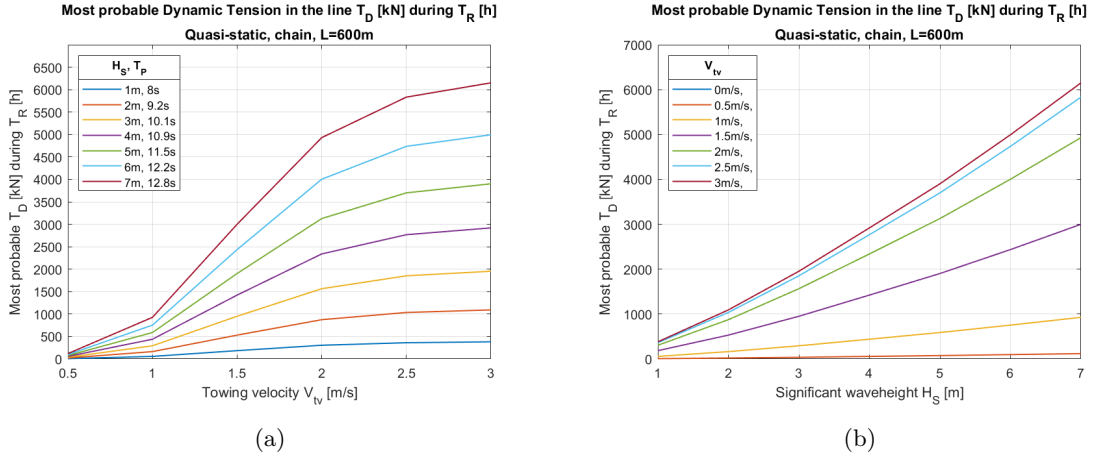 Most probable Dynamic Tension in the line T_D [kN] during T_R [h]
Quasi-static, chain, L=600m
Most probable T_D [kN] during T_R [h]
6500
6000
5500
5000
4500
4000
3500
3000
2500
2000
1500
1000
500
0
H_S, T_P
1m, 8s
2m, 9.2s
3m, 10.1s
4m, 10.9s
5m, 11.5s
6m, 12.2s
7m, 12.8s
0.5
1
1.5
2
2.5
3
Towing velocity V_tv [m/s]
(a)
Most probable Dynamic Tension in the line T_D [kN] during T_R [h]
Quasi-static, chain, L=600m
Most probable T_D [kN] during T_R [h]
7000
6000
5000
4000
3000
2000
1000
0
V_tv
0m/s,
0.5m/s,
1m/s,
1.5m/s,
2m/s,
2.5m/s,
3m/s,
1
2
3
4
5
6
7
Significant waveheight H_S [m]
(b)